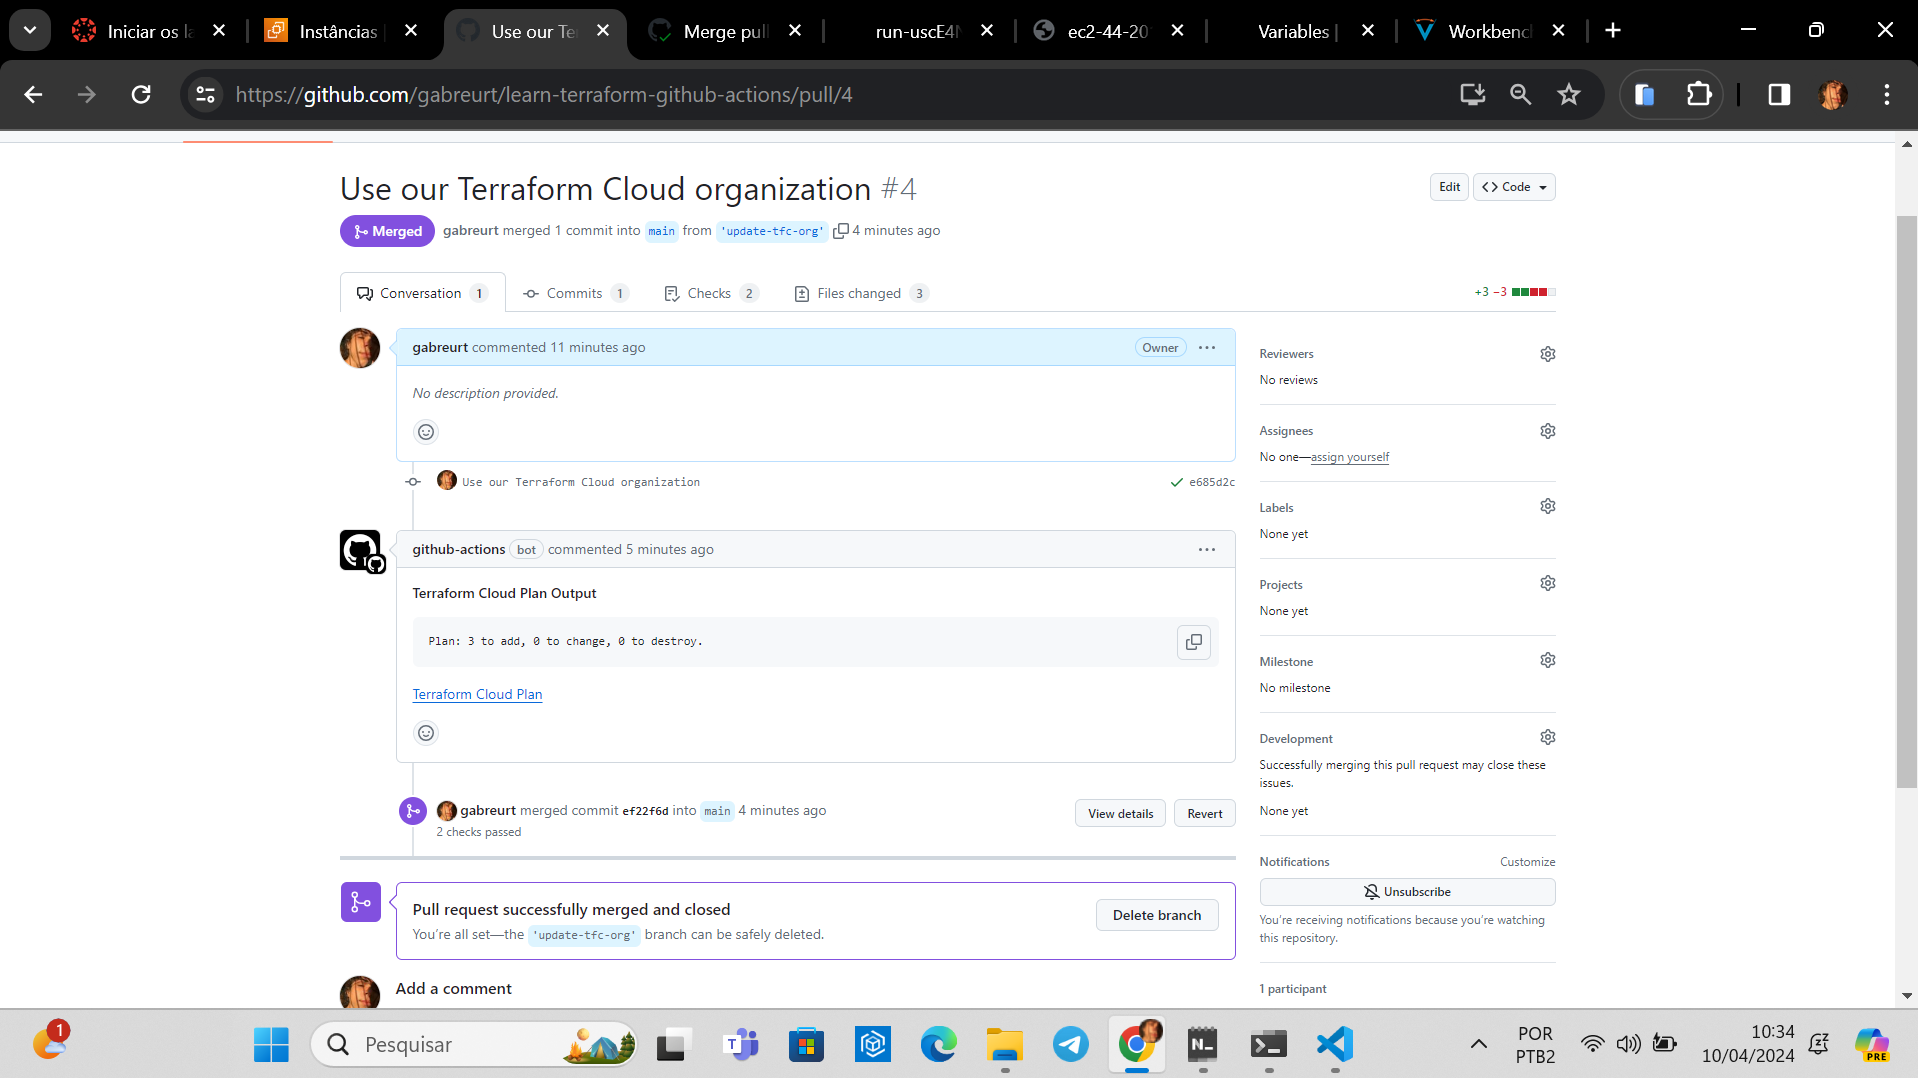 Iniciar os la
Instâncias |
Use our Te
Merge pull
run-uscE4
ec2-44-20
Variables |
Workbench
https://github.com/gabreurt/learn-terraform-github-actions/pull/4
Use our Terraform Cloud organization #4
Edit
Code
Merged
gabreurt merged 1 commit into main from 'update-tfc-org' 4 minutes ago
Conversation 1
Commits 1
Checks 2
Files changed 3
+3 −3
gabreurt commented 11 minutes ago
Owner
No description provided.
Use our Terraform Cloud organization
e685d2c
github-actions bot commented 5 minutes ago
Terraform Cloud Plan Output
Plan: 3 to add, 0 to change, 0 to destroy.
Terraform Cloud Plan
gabreurt merged commit ef22f6d into main 4 minutes ago
2 checks passed
View details
Revert
Pull request successfully merged and closed
You're all set—the 'update-tfc-org' branch can be safely deleted.
Delete branch
Add a comment
Reviewers
No reviews
Assignees
No one—assign yourself
Labels
None yet
Projects
None yet
Milestone
No milestone
Development
Successfully merging this pull request may close these
issues.
None yet
Notifications
Customize
Unsubscribe
You're receiving notifications because you're watching
this repository.
1 participant
1
Pesquisar
T
N_
POR
PTB2
10:34
10/04/2024
PRE